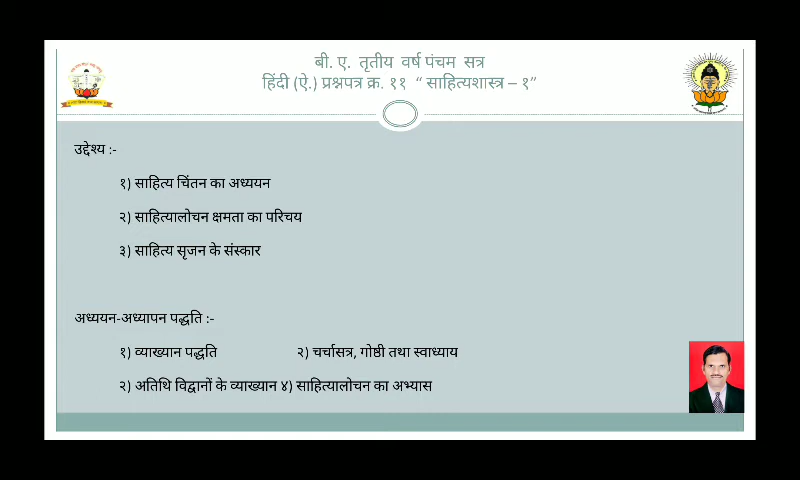 बी. ए. तृतीय वर्ष पंचम सत्र
हिंदी (ऐ.) प्रश्नपत्र क्र. ११ “ साहित्यशास्त्र – १”
उद्देश्य :-
१) साहित्य चिंतन का अध्ययन
२) साहित्यालोचन क्षमता का परिचय
३) साहित्य सृजन के संस्कार
अध्ययन-अध्यापन पद्धति :-
१) व्याख्यान पद्धति २) चर्चासत्र, गोष्ठी तथा स्वाध्याय
२) अतिथि विद्वानों के व्याख्यान ४) साहित्यालोचन का अभ्यास